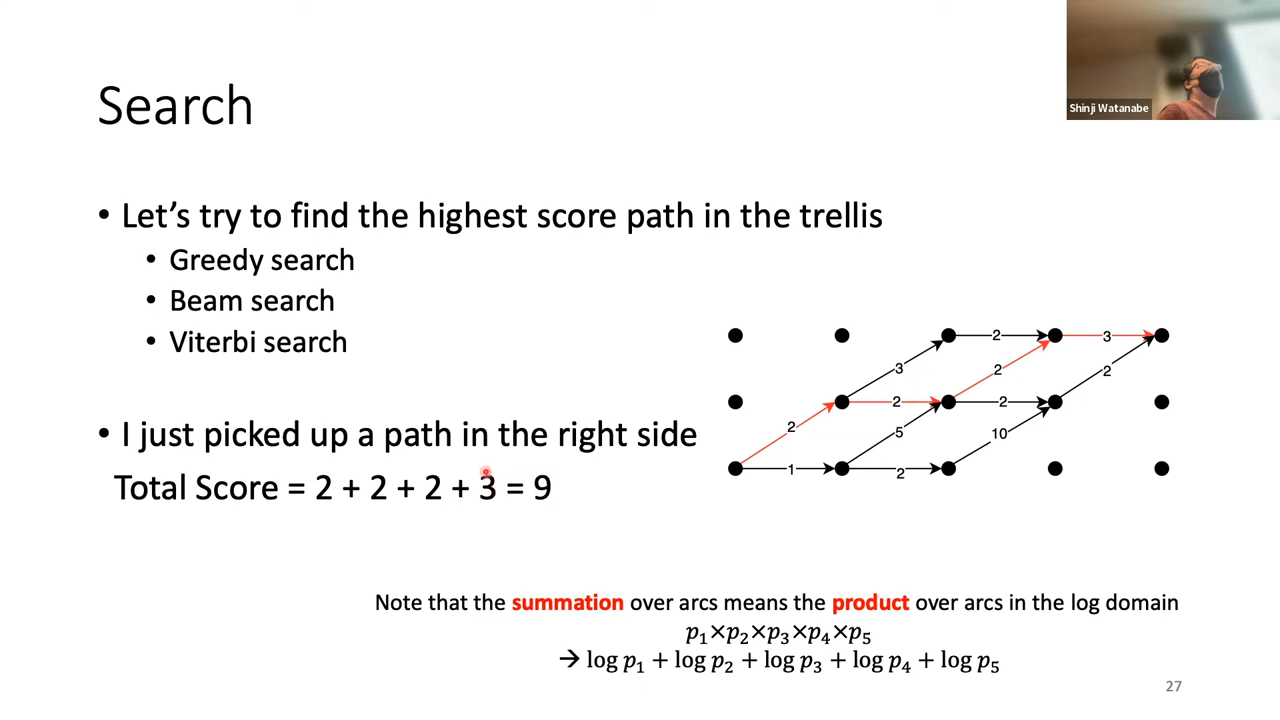 Shinji Watanabe
Search
• Let's try to find the highest score path in the trellis
• Greedy search
• Beam search
• Viterbi search
• I just picked up a path in the right side
Total Score = 2 + 2 + 2 + 3 = 9
2
3
3
2
2
2
2
2
5
10
1
2
Note that the summation over arcs means the product over arcs in the log domain
p₁×p₂×p₃×p₄×p₅
→ log p₁ + log p₂ + log p₃ + log p₄ + log p₅
27